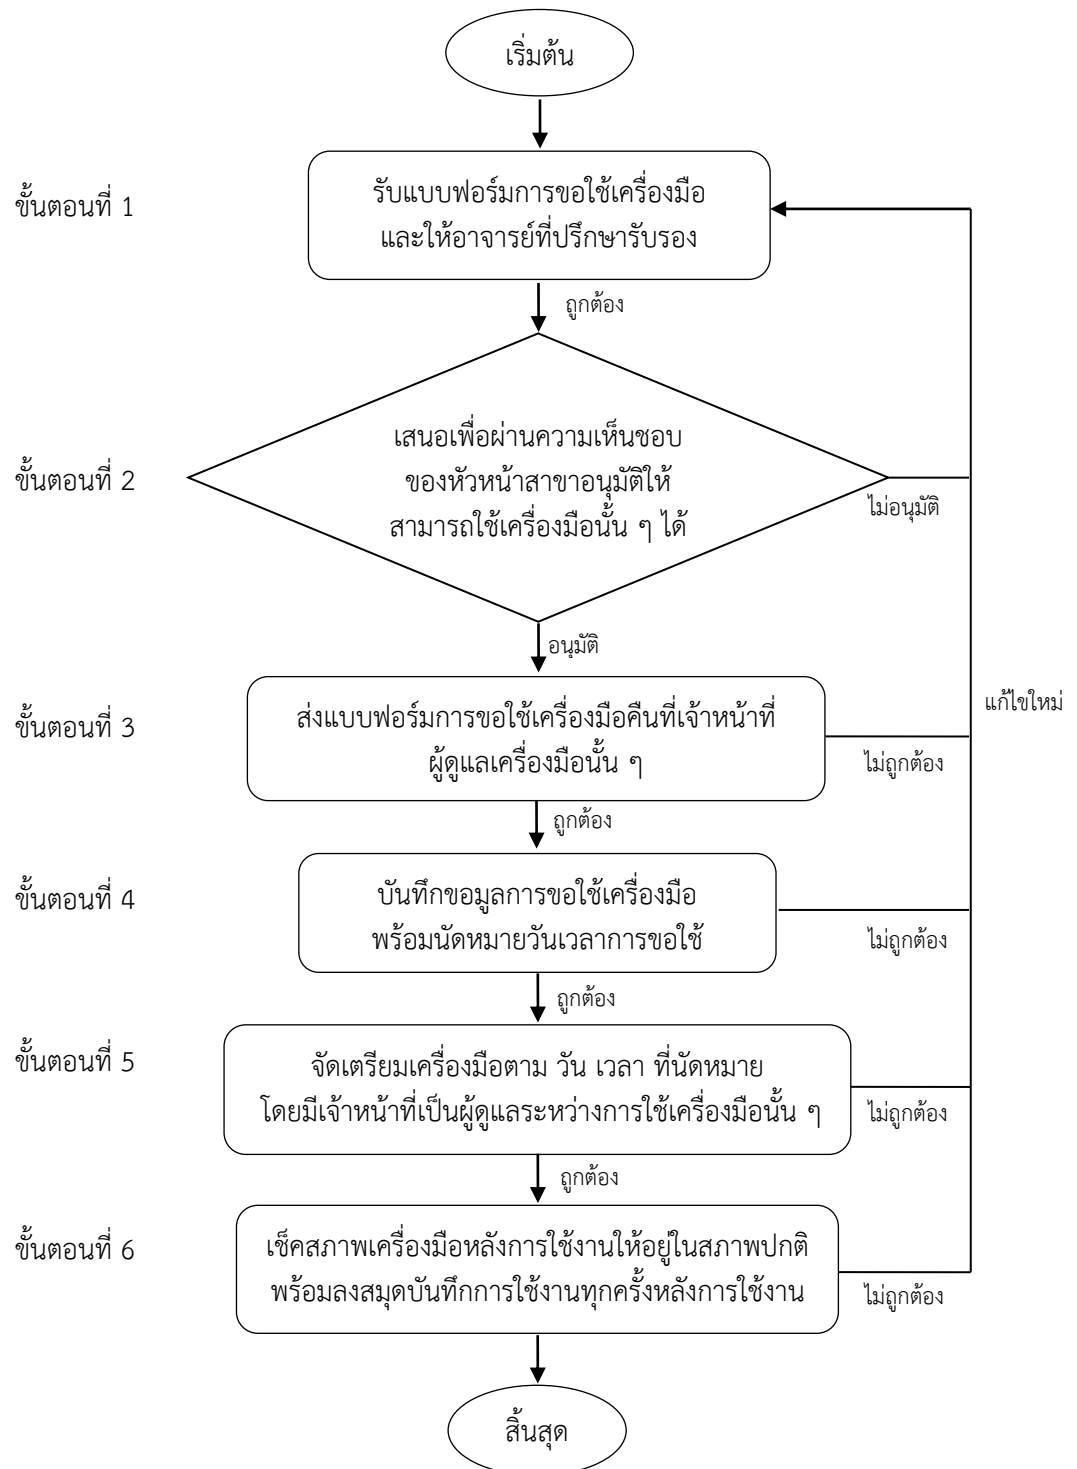 เริ่มต้น
ขั้นตอนที่ 1
รับแบบฟอร์มการขอใช้เครื่องมือ
และให้อาจารย์ที่ปรึกษารับรอง
ถูกต้อง
ขั้นตอนที่ 2
เสนอเพื่อผ่านความเห็นชอบ
ของหัวหน้าสาขาอนุมัติให้
สามารถใช้เครื่องมือนั้น ๆ ได้
ไม่อนุมัติ
อนุมัติ
แก้ไขใหม่
ขั้นตอนที่ 3
ส่งแบบฟอร์มการขอใช้เครื่องมือคืนที่เจ้าหน้าที่
ผู้ดูแลเครื่องมือนั้น ๆ
ไม่ถูกต้อง
ถูกต้อง
ขั้นตอนที่ 4
บันทึกขอมูลการขอใช้เครื่องมือ
พร้อมนัดหมายวันเวลาการขอใช้
ไม่ถูกต้อง
ถูกต้อง
ขั้นตอนที่ 5
จัดเตรียมเครื่องมือตาม วัน เวลา ที่นัดหมาย
โดยมีเจ้าหน้าที่เป็นผู้ดูแลระหว่างการใช้เครื่องมือนั้น ๆ
ไม่ถูกต้อง
ถูกต้อง
ขั้นตอนที่ 6
เช็คสภาพเครื่องมือหลังการใช้งานให้อยู่ในสภาพปกติ
พร้อมลงสมุดบันทึกการใช้งานทุกครั้งหลังการใช้งาน
ไม่ถูกต้อง
สิ้นสุด